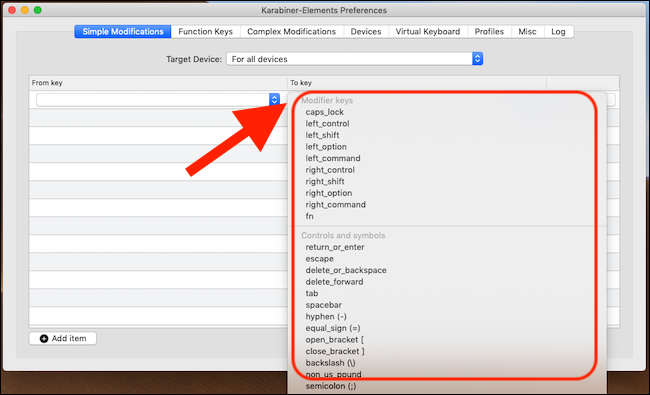 Karabiner-Elements Preferences
Simple Modifications Function Keys Complex Modifications Devices Virtual Keyboard Profiles Misc Log
Target Device: For all devices
From key To key
Modifier keys
caps_lock
left_control
left_shift
left_option
left_command
right_control
right_shift
right_option
right_command
fn
Controls and symbols
return_or_enter
escape
delete_or_backspace
delete_forward
tab
spacebar
hyphen (-)
equal_sign (=)
open_bracket [
close_bracket ]
backslash (\)
non_us_pound
semicolon (;)
Add item